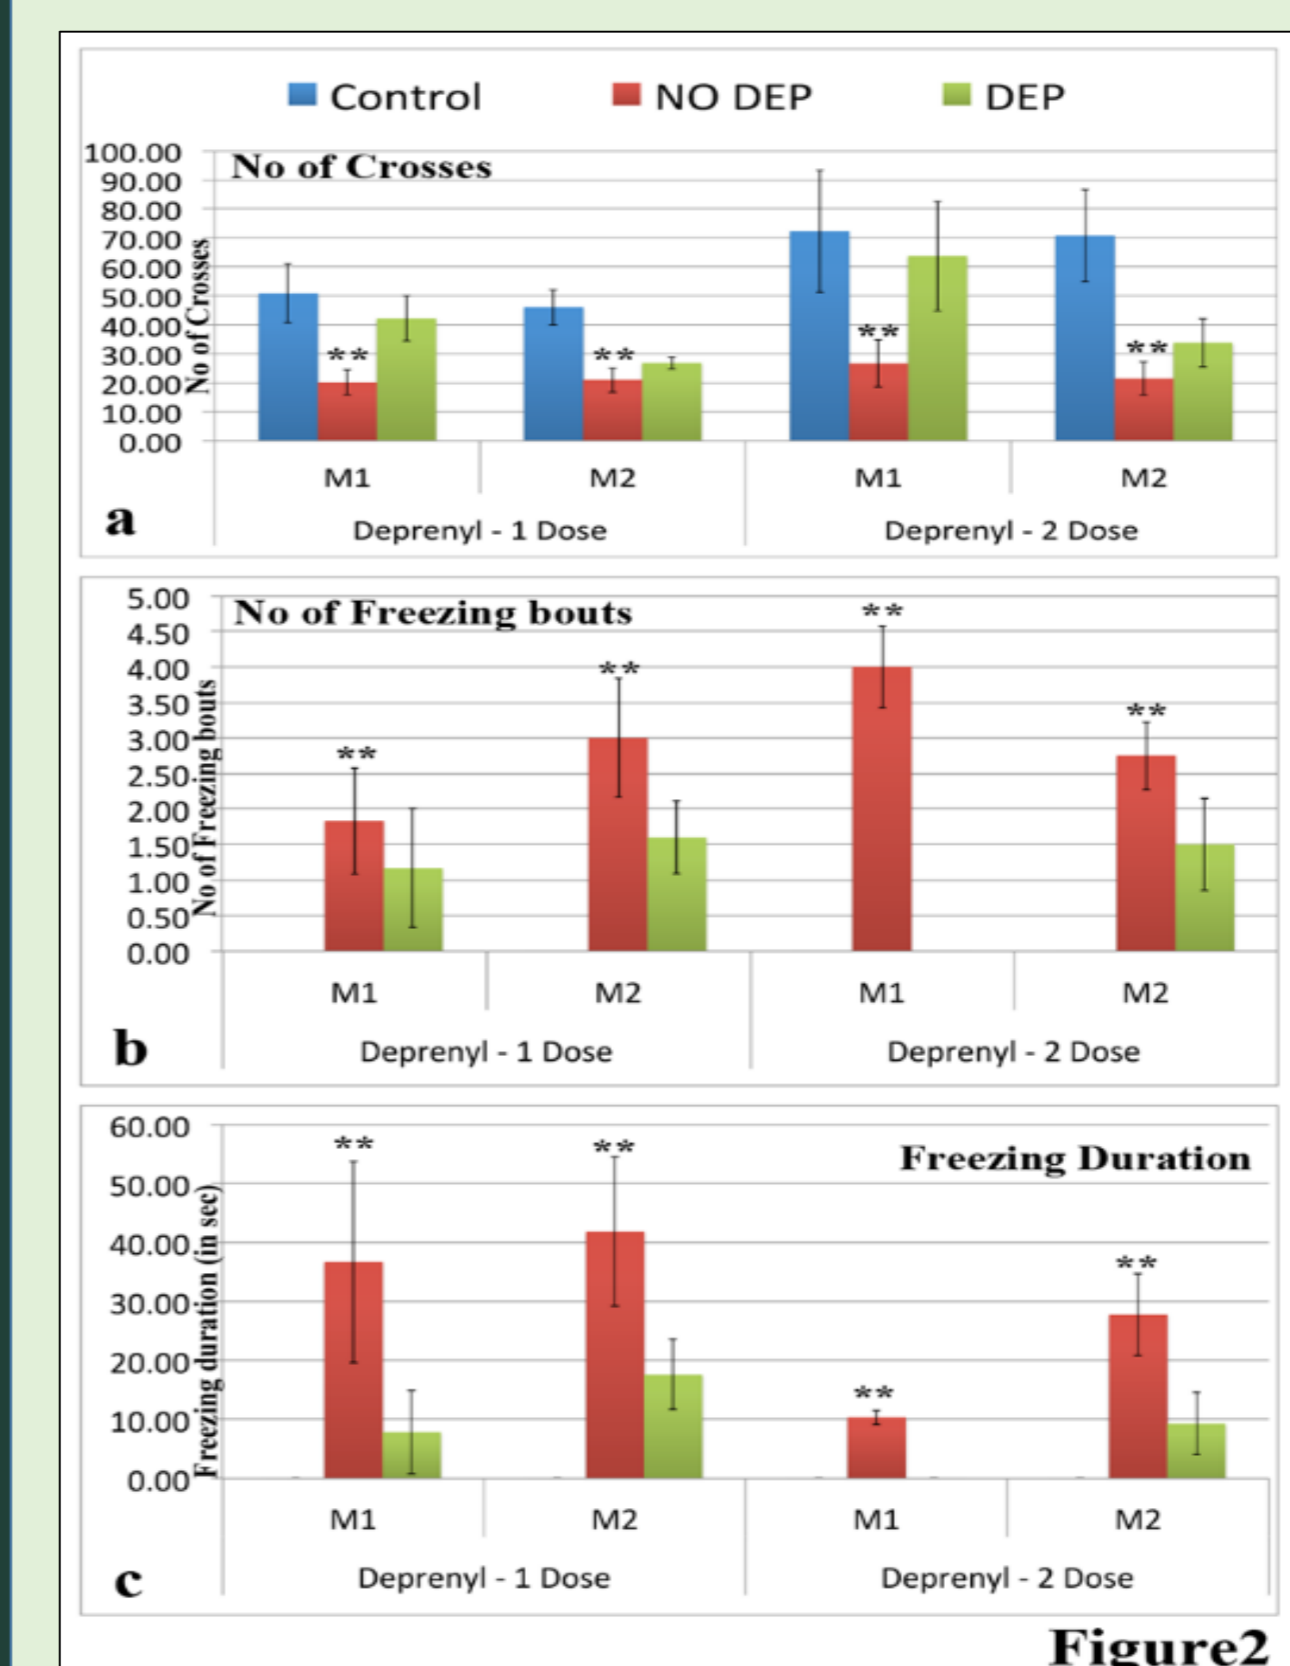 Control NO DEP DEP
No of Crosses
No of Crosses
100.00
90.00
80.00
70.00
60.00
50.00
40.00
30.00
20.00
10.00
0.00
** ** ** **
M1 M2 M1 M2
Deprenyl - 1 Dose Deprenyl - 2 Dose
a
No of Freezing bouts
No of Freezing bouts
5.00
4.50
4.00
3.50
3.00
2.50
2.00
1.50
1.00
0.50
0.00
** ** ** **
M1 M2 M1 M2
Deprenyl - 1 Dose Deprenyl - 2 Dose
b
Freezing Duration
Freezing duration (in sec)
60.00
50.00
40.00
30.00
20.00
10.00
0.00
** ** ** **
M1 M2 M1 M2
Deprenyl - 1 Dose Deprenyl - 2 Dose
c
Figure2